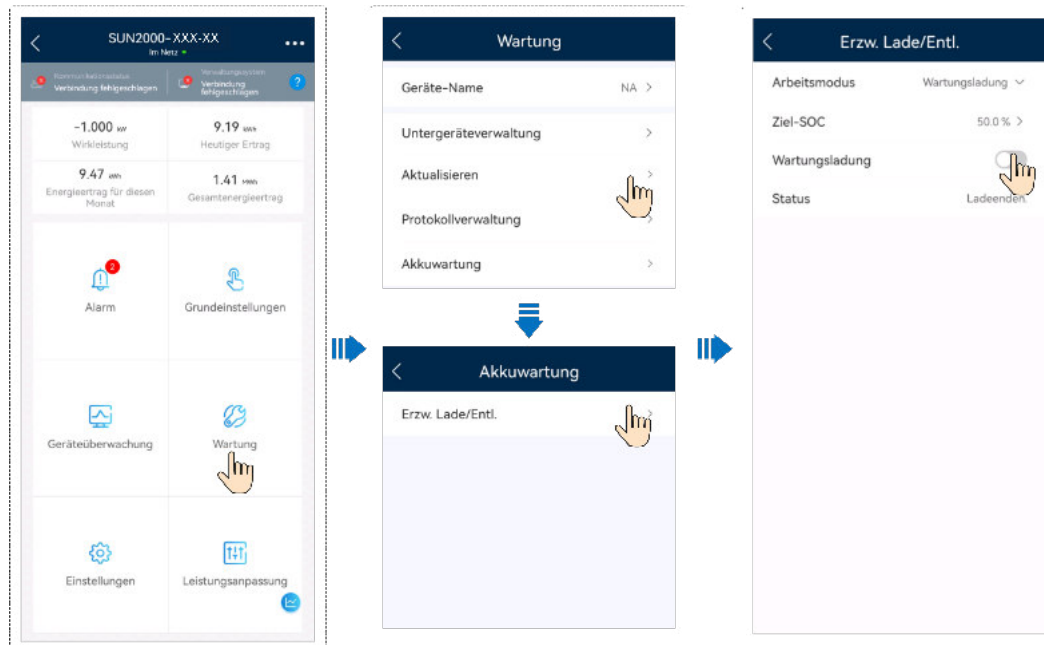 SUN2000-XXX-XX
Im Netz
Kommunikationsstatus
Verbindung fehlgeschlagen
Verwaltungssystem
Verbindung
fehlgeschlagen
?
-1.000 kW
Wirkleistung
9.19 kWh
Heutiger Ertrag
9.47 kWh
Energieertrag für diesen
Monat
1.41 MWh
Gesamtenergieertrag
2
Alarm
Grundeinstellungen
Geräteüberwachung
Wartung
Einstellungen
Leistungsanpassung
Wartung
Geräte-Name
NA >
Untergeräteverwaltung
Aktualisieren
Protokollverwaltung
Akkuwartung
Akkuwartung
Erzw. Lade/Entl.
Erzw. Lade/Entl.
Arbeitsmodus
Wartungsladung
Ziel-SOC
50.0 % >
Wartungsladung
Status
Ladeenden.